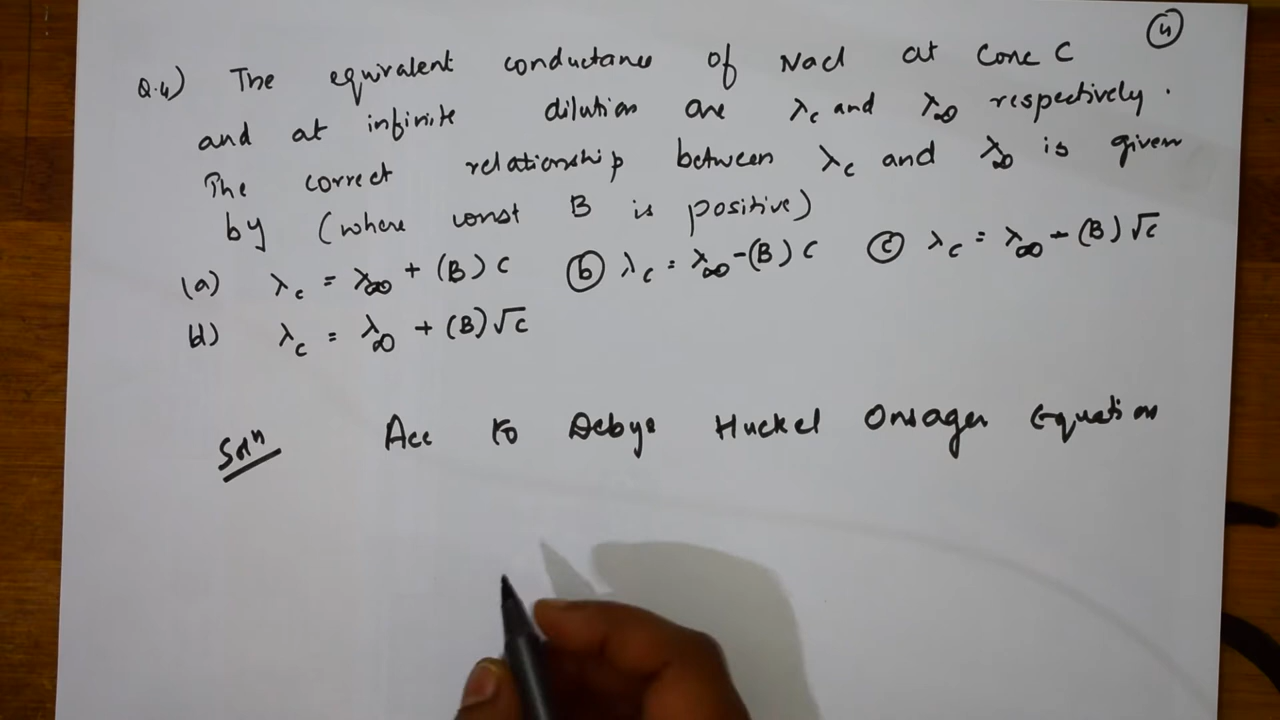 ④
Q.4) The equivalent conductance of Nacl at Conc C
and at infinite dilution are λc and λ∞ respectively.
The correct relationship between λc and λ∞ is given
by (where const B is positive)
(a) λc = λ∞ + (B) C (b) λc = λ∞ - (B) C (c) λc = λ∞ - (B) √c
d) λc = λ∞ + (B) √c
Solⁿ Acc to Debye Huckel Onsager Equation